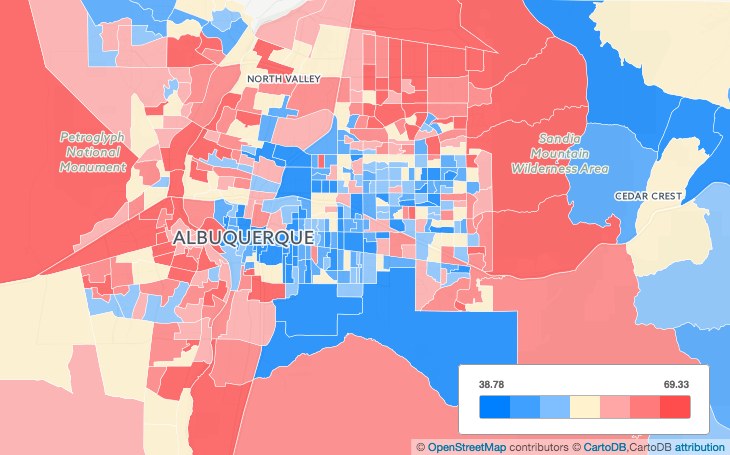 NORTH VALLEY
Petroglyph
National
Monument
Sandia
Mountain
Wilderness Area
CEDAR CREST
ALBUQUERQUE
38.78 69.33
© OpenStreetMap contributors © CartoDB,CartoDB attribution